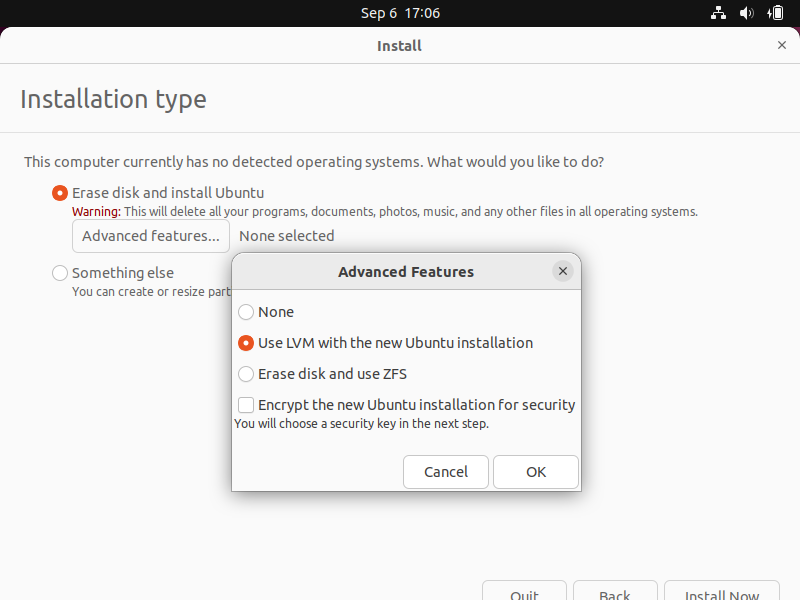 Sep 6 17:06
Install
Installation type
This computer currently has no detected operating systems. What would you like to do?
Erase disk and install Ubuntu
Warning: This will delete all your programs, documents, photos, music, and any other files in all operating systems.
Advanced features... None selected
Something else
You can create or resize part
Advanced Features
None
Use LVM with the new Ubuntu installation
Erase disk and use ZFS
Encrypt the new Ubuntu installation for security
You will choose a security key in the next step.
Cancel OK
Quit Back Install Now